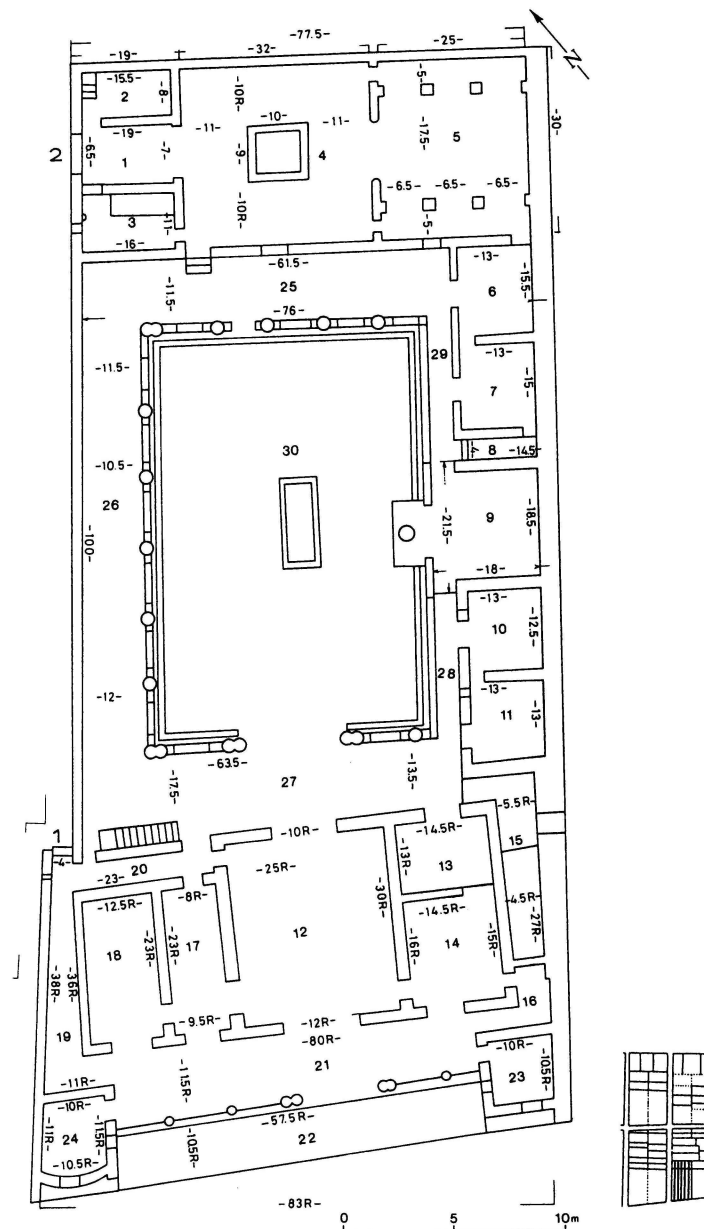 -77.5-
-19- -32- -25-
N
-15.5- -10R- -5-
2 -8-
-10-
-19- -11- -11- -17.5- 5 -30-
2 -6.5- -7- -9- 4
1
-6.5- -6.5- -6.5-
3 -11- -10R-
-16- -5-
-61.5- -13-
-11.5- 25 6 -15.5-
-76-
29
-11.5- -13-
7 -15-
30 -7- 8 -14.5-
-10.5-
26 -21.5- 9 -18.5-
-100- -18-
-13-
10 -12.5-
28
-12- -13-
11 -13-
-63.5-
-17.5- 27 -13.5-
-5.5R-
1 -10R- -14.5R- 15
-4- 20 -25R- -13R- 13
-23- -8R- -30R- -4.5R-
-12.5R- -14.5R- -27R-
12
18 -23R- -23R- 17 -16R- 14 -15R-
-38R- -36R- 16
19 -9.5R- -12R-
-80R- -10R-
-11.5R- 21 23 -10.5R-
-11R-
-10R- -57.5R-
-11R- 24 -11.5R- -10.5R- 22
-10.5R-
-83R-
0 5 10m